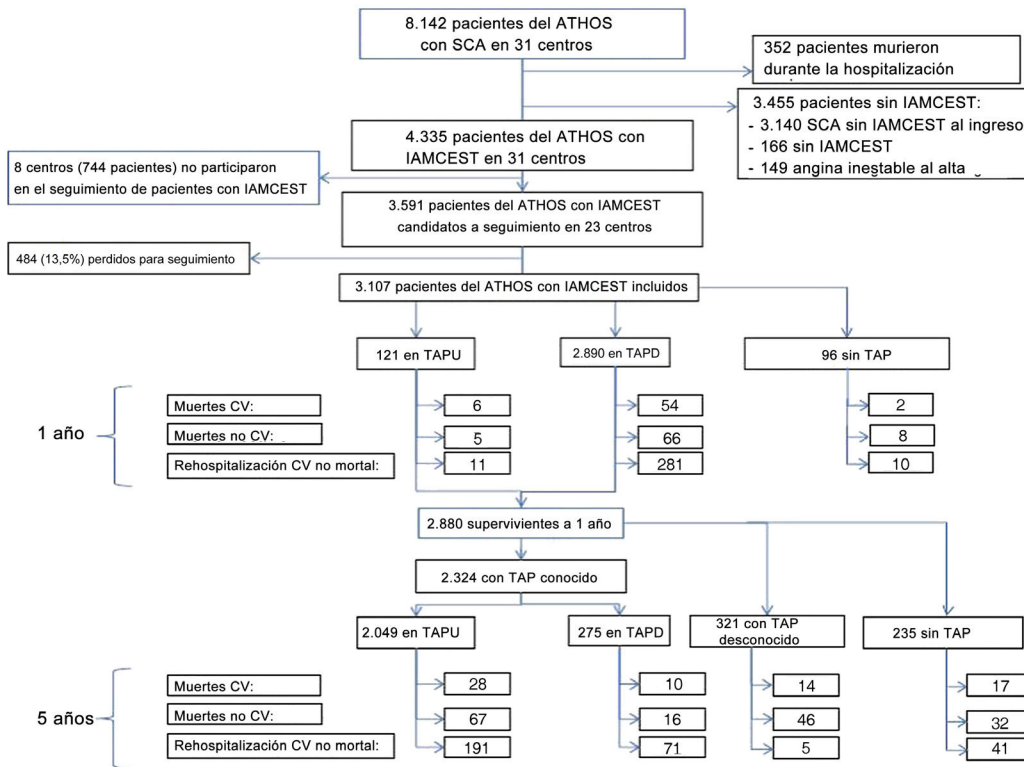 8.142 pacientes del ATHOS
con SCA en 31 centros
352 pacientes murieron
durante la hospitalización
3.455 pacientes sin IAMCEST:
- 3.140 SCA sin IAMCEST al ingreso
- 166 sin IAMCEST
- 149 angina inestable al alta
4.335 pacientes del ATHOS con
IAMCEST en 31 centros
8 centros (744 pacientes) no participaron
en el seguimiento de pacientes con IAMCEST
3.591 pacientes del ATHOS con IAMCEST
candidatos a seguimiento en 23 centros
484 (13,5%) perdidos para seguimiento
3.107 pacientes del ATHOS con IAMCEST incluidos
121 en TAPU
2.890 en TAPD
96 sin TAP
1 año
Muertes CV:
6
54
2
Muertes no CV:
5
66
8
Rehospitalización CV no mortal:
11
281
10
2.880 supervivientes a 1 año
2.324 con TAP conocido
2.049 en TAPU
275 en TAPD
321 con TAP
desconocido
235 sin TAP
5 años
Muertes CV:
28
10
14
17
Muertes no CV:
67
16
46
32
Rehospitalización CV no mortal:
191
71
5
41